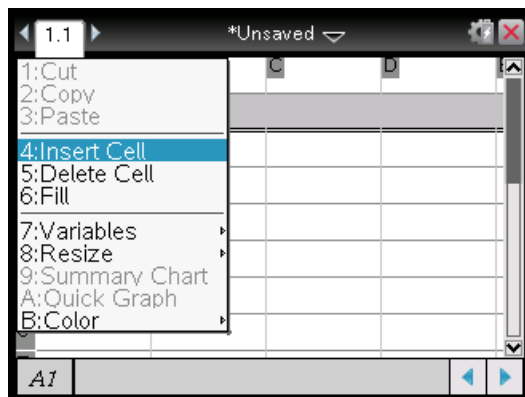 1.1 *Unsaved
C D
1:Cut
2:Copy
3:Paste
4:Insert Cell
5:Delete Cell
6:Fill
7:Variables
8:Resize
9:Summary Chart
A:Quick Graph
B:Color
A1